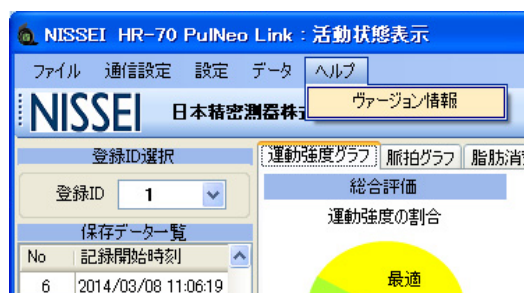 NISSEI HR-70 PulNeo Link : 活動状態表示
ファイル 通信設定 設定 データ ヘルプ
ヴァージョン情報
NISSEI 日本精密測器株
登録ID選択
登録ID 1
保存データ一覧
No 記録開始時刻
6 2014/03/08 11:06:19
運動強度グラフ 脈拍グラフ 脂肪消
総合評価
運動強度の割合
最適